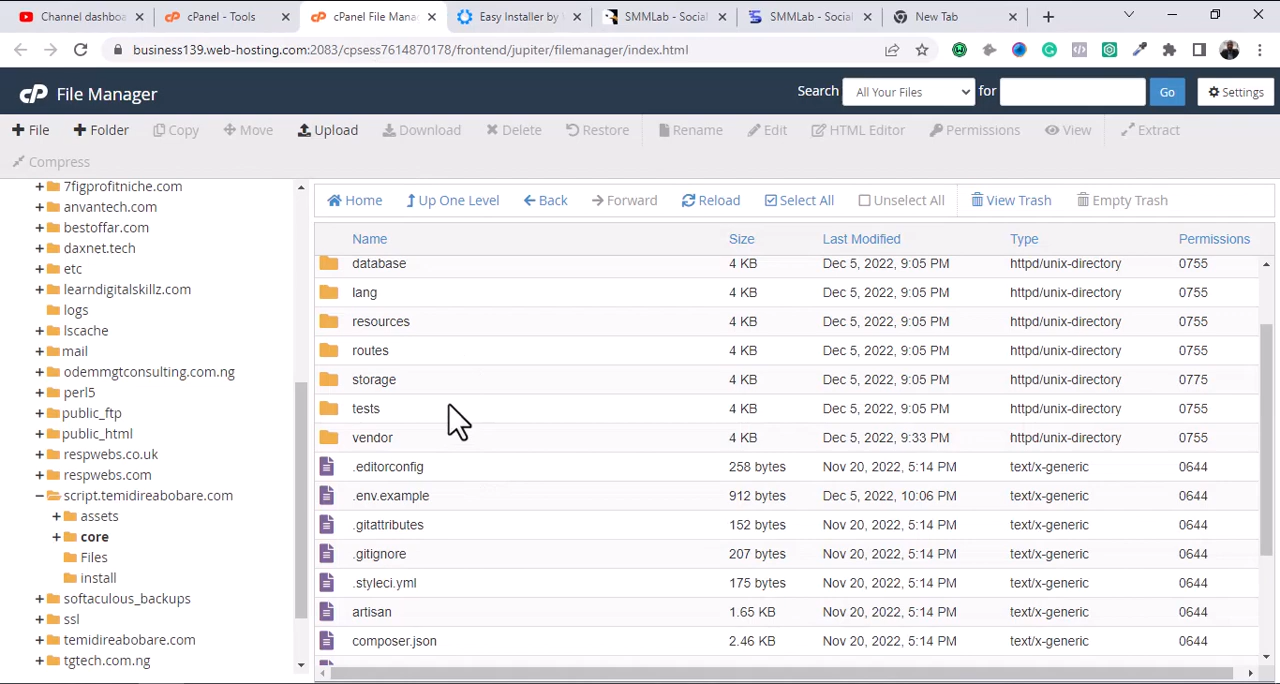 Channel dashboa
cPanel - Tools
cPanel File Mana
Easy Installer by
SMMLab - Social
SMMLab - Social
New Tab
business139.web-hosting.com:2083/cpsess7614870178/frontend/jupiter/filemanager/index.html
cP File Manager
Search All Your Files for Go Settings
File Folder Copy Move Upload Download Delete Restore Rename Edit HTML Editor Permissions View Extract
Compress
Home Up One Level Back Forward Reload Select All Unselect All View Trash Empty Trash
7figprofitniche.com
anvantech.com
bestoffar.com
daxnet.tech
etc
learndigitalskillz.com
logs
lscache
mail
odemmgtconsulting.com.ng
perl5
public_ftp
public_html
respwebs.co.uk
respwebs.com
script.temidireabobare.com
assets
core
Files
install
softaculous_backups
ssl
temidireabobare.com
tgtech.com.ng
Name Size Last Modified Type Permissions
database 4 KB Dec 5, 2022, 9:05 PM httpd/unix-directory 0755
lang 4 KB Dec 5, 2022, 9:05 PM httpd/unix-directory 0755
resources 4 KB Dec 5, 2022, 9:05 PM httpd/unix-directory 0755
routes 4 KB Dec 5, 2022, 9:05 PM httpd/unix-directory 0755
storage 4 KB Dec 5, 2022, 9:05 PM httpd/unix-directory 0775
tests 4 KB Dec 5, 2022, 9:05 PM httpd/unix-directory 0755
vendor 4 KB Dec 5, 2022, 9:33 PM httpd/unix-directory 0755
.editorconfig 258 bytes Nov 20, 2022, 5:14 PM text/x-generic 0644
.env.example 912 bytes Dec 5, 2022, 10:06 PM text/x-generic 0644
.gitattributes 152 bytes Nov 20, 2022, 5:14 PM text/x-generic 0644
.gitignore 207 bytes Nov 20, 2022, 5:14 PM text/x-generic 0644
.styleci.yml 175 bytes Nov 20, 2022, 5:14 PM text/x-generic 0644
artisan 1.65 KB Nov 20, 2022, 5:14 PM text/x-generic 0644
composer.json 2.46 KB Nov 20, 2022, 5:14 PM text/x-generic 0644